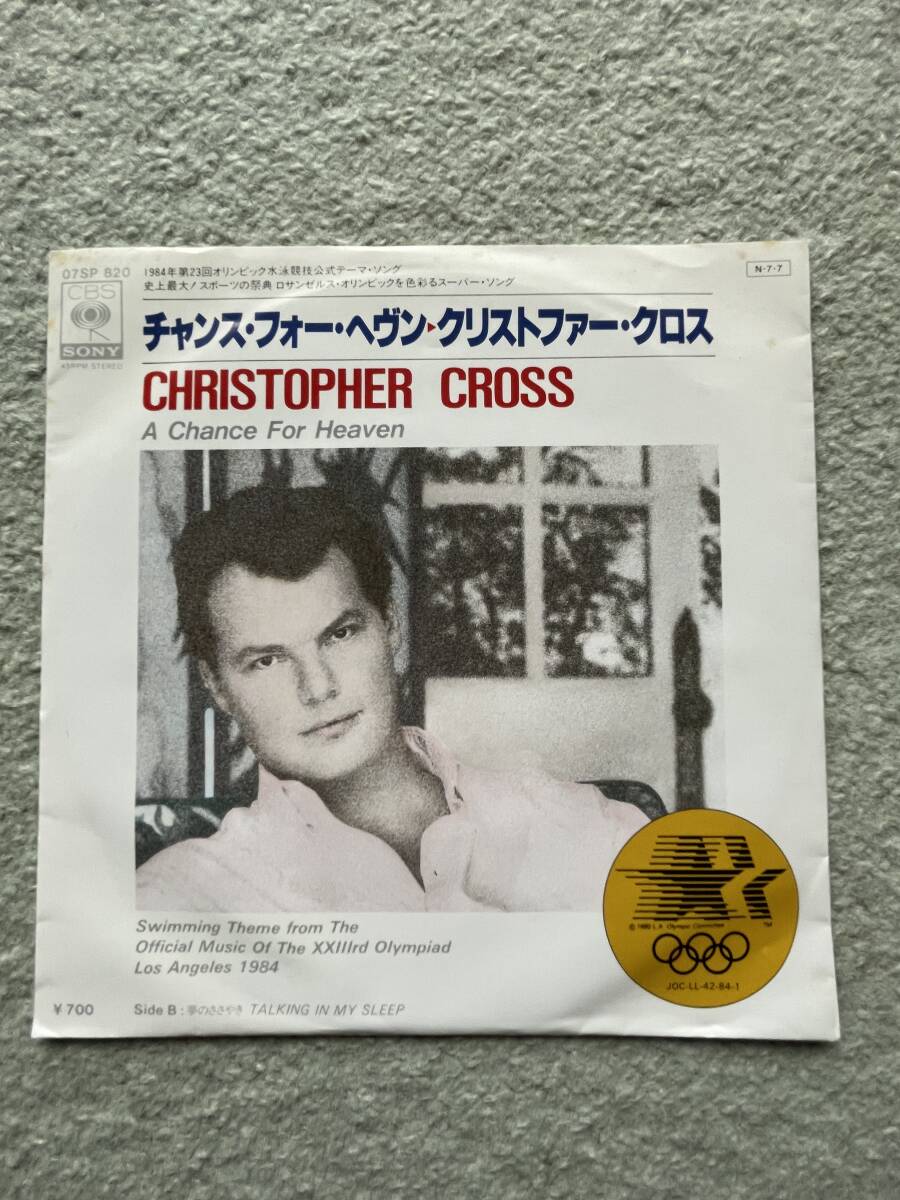 07SP 820
CBS
SONY
45RPM STEREO
1984年第23回オリンピック水泳競技公式テーマ・ソング
史上最大!スポーツの祭典 ロサンゼルス・オリンピックを色彩るスーパー・ソング
N-7-7
チャンス・フォー・ヘヴン▶クリストファー・クロス
CHRISTOPHER CROSS
A Chance For Heaven
Swimming Theme from The
Official Music Of The XXIIIrd Olympiad
Los Angeles 1984
© 1980 L.A. Olympic Committee TM
JOC-LL-42-84-1
¥700
Side B : 夢のささやき TALKING IN MY SLEEP